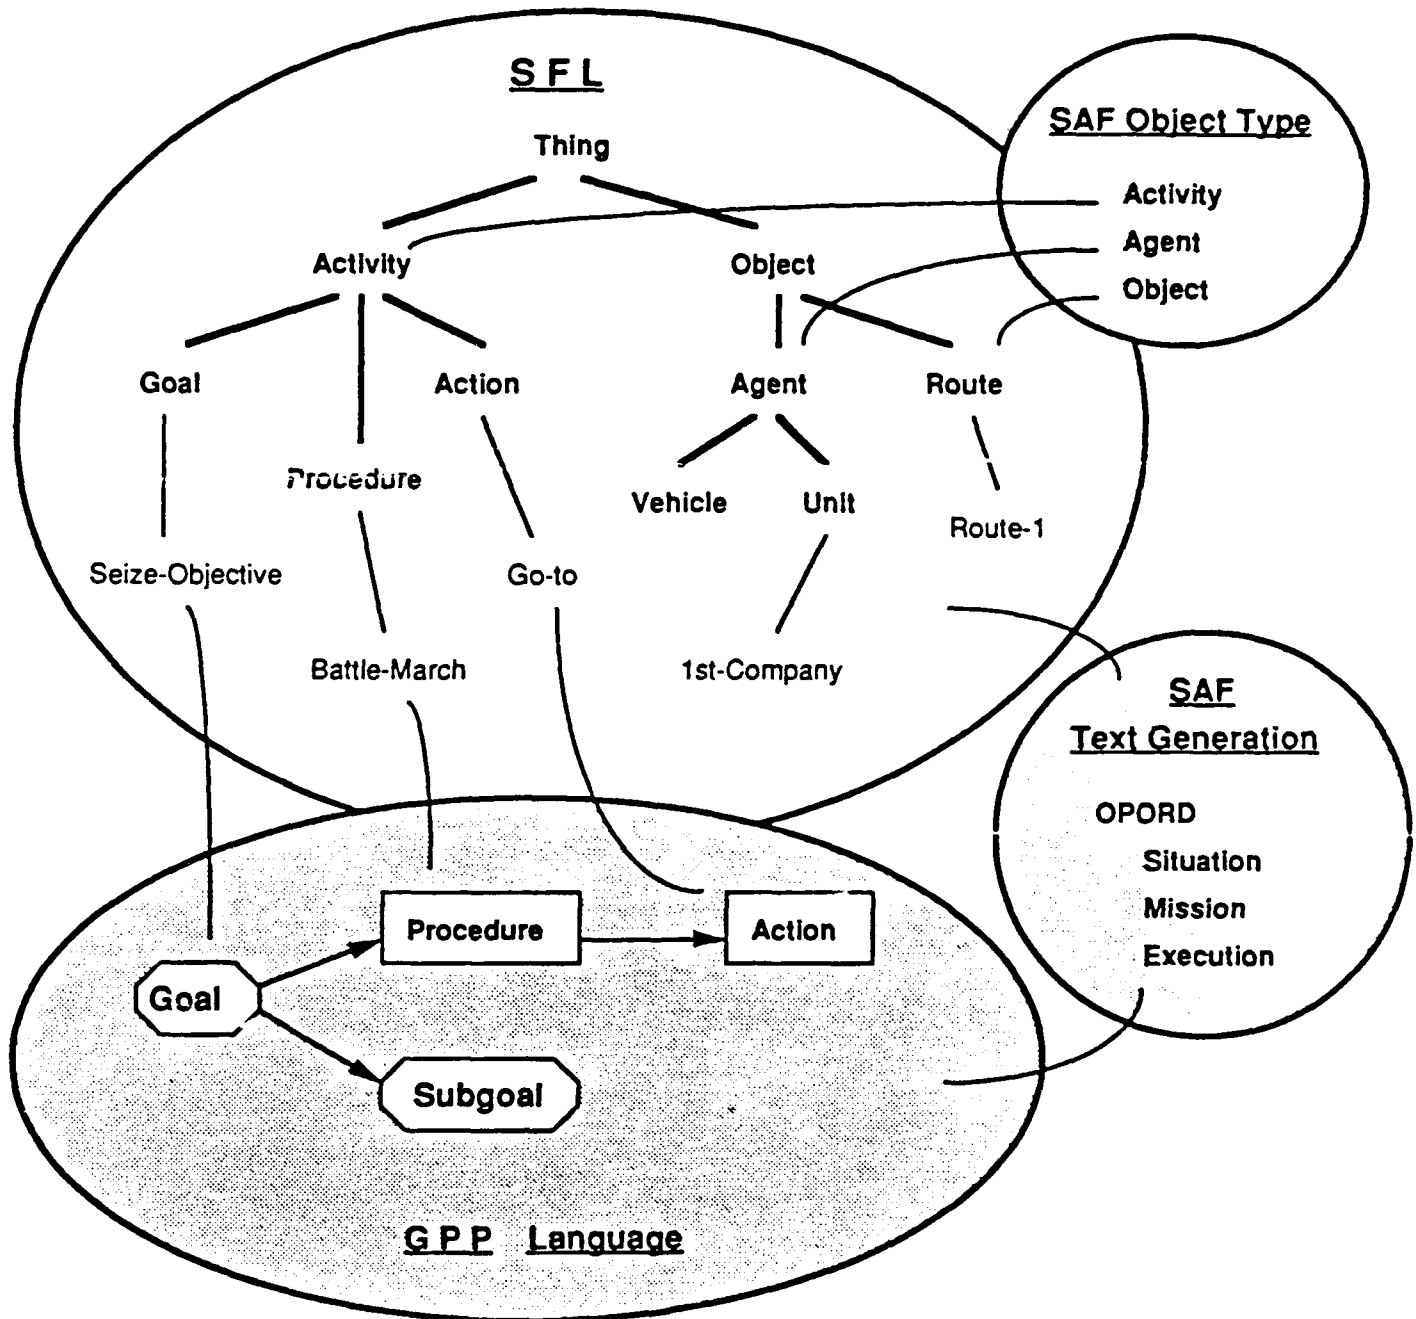 S F L
Thing
Activity
Object
Goal
Action
Agent
Route
Procedure
Vehicle
Unit
Route-1
Seize-Objective
Go-to
Battle-March
1st-Company
SAF Object Type
Activity
Agent
Object
SAF
Text Generation
OPORD
Situation
Mission
Execution
Procedure
Action
Goal
Subgoal
G P P Language